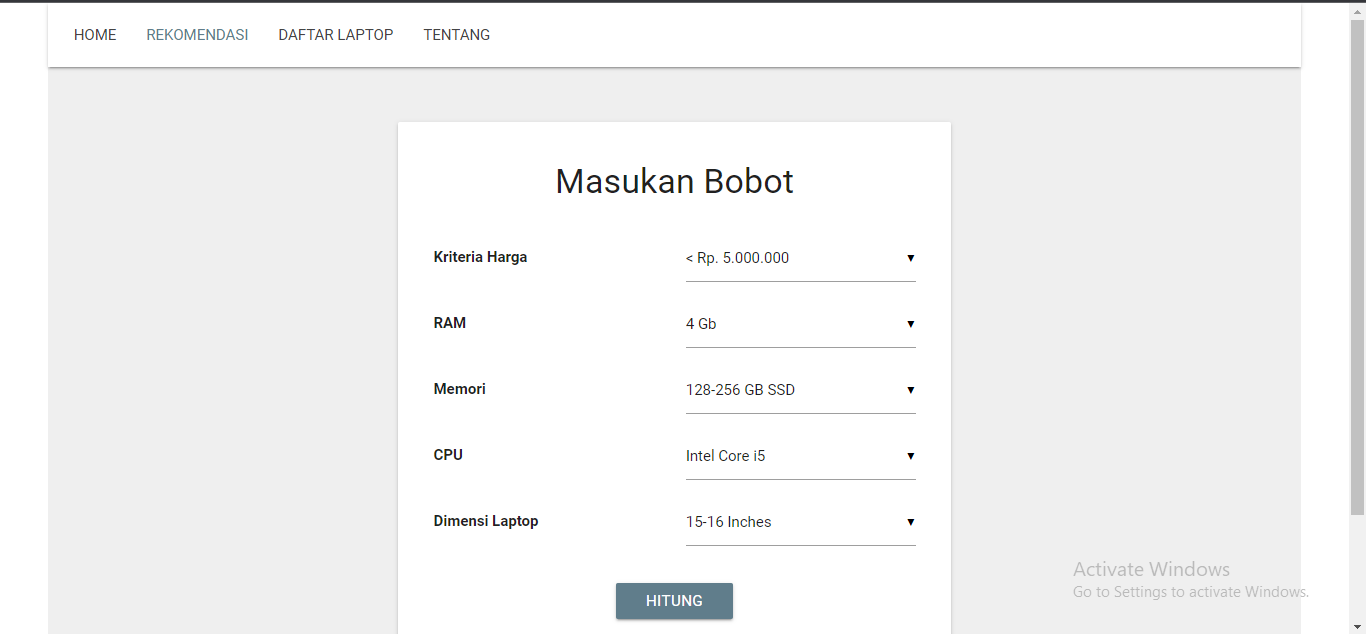 HOME REKOMENDASI DAFTAR LAPTOP TENTANG
Masukan Bobot
Kriteria Harga < Rp. 5.000.000
RAM 4 Gb
Memori 128-256 GB SSD
CPU Intel Core i5
Dimensi Laptop 15-16 Inches
HITUNG
Activate Windows
Go to Settings to activate Windows.